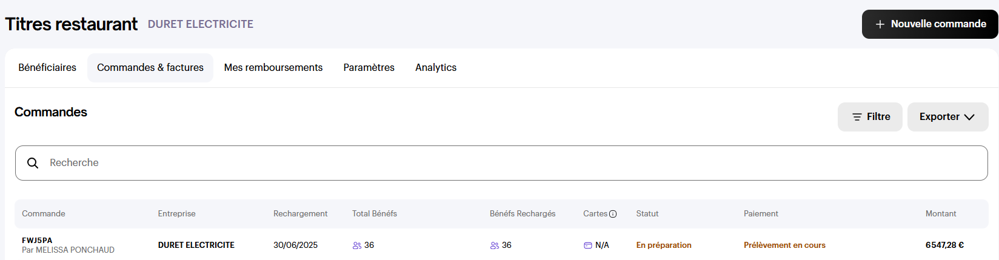 Titres restaurant DURET ELECTRICITE
Nouvelle commande
Bénéficiaires Commandes & factures Mes remboursements Paramètres Analytics
Commandes
Filtre Exporter
Recherche
Commande Entreprise Rechargement Total Bénéfs Bénéfs Rechargés Cartes Statut Paiement Montant
FWJ5PA
Par MELISSA PONCHAUD
DURET ELECTRICITE 30/06/2025 36 36 N/A En préparation Prélèvement en cours 6 547,28 €